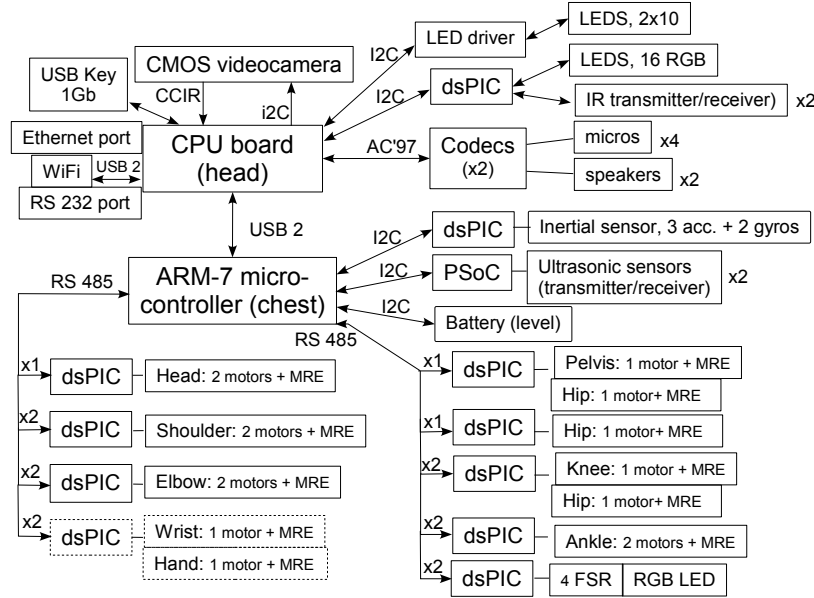 LEDS, 2x10
LED driver
I2C
CMOS videocamera
LEDS, 16 RGB
USB Key
1Gb
dsPIC
I2C
CCIR
i2C
IR transmitter/receiver)
x2
Ethernet port
CPU board
(head)
micros
x4
AC'97
Codecs
(x2)
WiFi
USB 2
speakers
x2
RS 232 port
USB 2
dsPIC
Inertial sensor, 3 acc. + 2 gyros
I2C
ARM-7 micro-
controller (chest)
I2C
PSoC
Ultrasonic sensors
(transmitter/receiver)
x2
RS 485
I2C
Battery (level)
RS 485
x1
dsPIC
Head: 2 motors + MRE
x2
dsPIC
Shoulder: 2 motors + MRE
x2
dsPIC
Elbow: 2 motors + MRE
x2
dsPIC
Wrist: 1 motor + MRE
Hand: 1 motor + MRE
x1
dsPIC
Pelvis: 1 motor + MRE
Hip: 1 motor+ MRE
x1
dsPIC
Hip: 1 motor+ MRE
x2
dsPIC
Knee: 1 motor + MRE
Hip: 1 motor+ MRE
x2
dsPIC
Ankle: 2 motors + MRE
x2
dsPIC
4 FSR
RGB LED